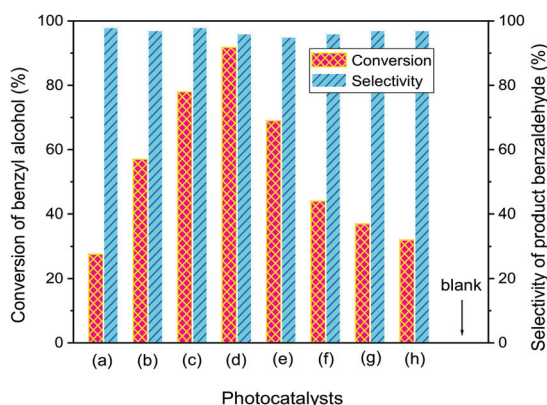 Conversion of benzyl alcohol (%)
100
80
60
40
20
0
Conversion
Selectivity
blank
(a) (b) (c) (d) (e) (f) (g) (h)
Photocatalysts
100
80
60
40
20
0
Selectivity of product benzaldehyde (%)